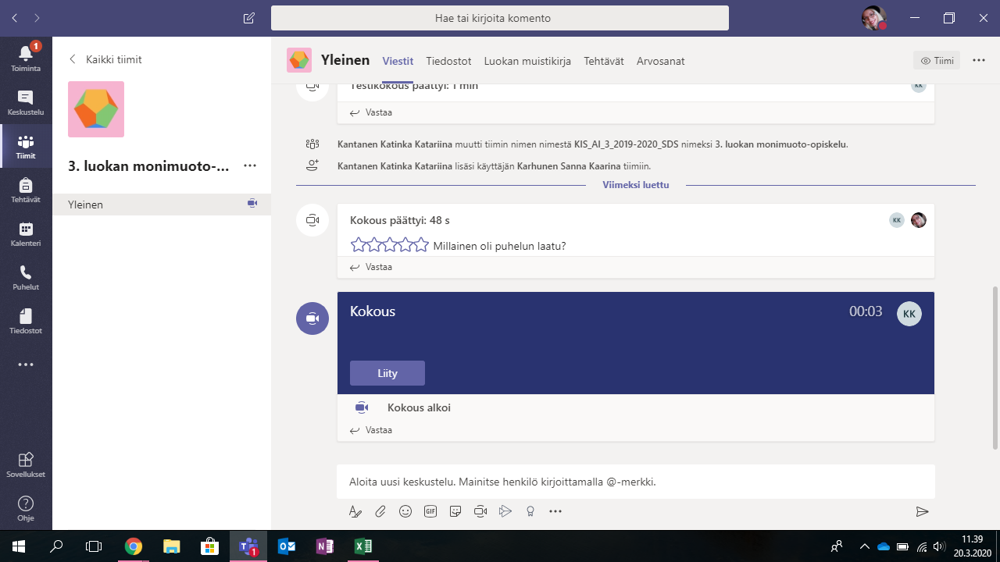 Hae tai kirjoita komento
1
Toiminta
Keskustelu
Tiimit
Tehtävät
Kalenteri
Puhelut
Tiedostot
Sovellukset
Ohje
Kaikki tiimit
3. luokan monimuoto-...
Yleinen
Yleinen
Viestit
Tiedostot
Luokan muistikirja
Tehtävät
Arvosanat
Tiimi
Testikokous päättyi: 1 min
KK
Vastaa
Kantanen Katinka Katariina muutti tiimin nimen nimestä KIS_AI_3_2019-2020_SDS nimeksi 3. luokan monimuoto-opiskelu.
Kantanen Katinka Katariina lisäsi käyttäjän Karhunen Sanna Kaarina tiimiin.
Viimeksi luettu
Kokous päättyi: 48 s
KK
Millainen oli puhelun laatu?
Vastaa
Kokous
00:03
KK
Liity
Kokous alkoi
Vastaa
Aloita uusi keskustelu. Mainitse henkilö kirjoittamalla @-merkki.
GIF
1
11.39
20.3.2020